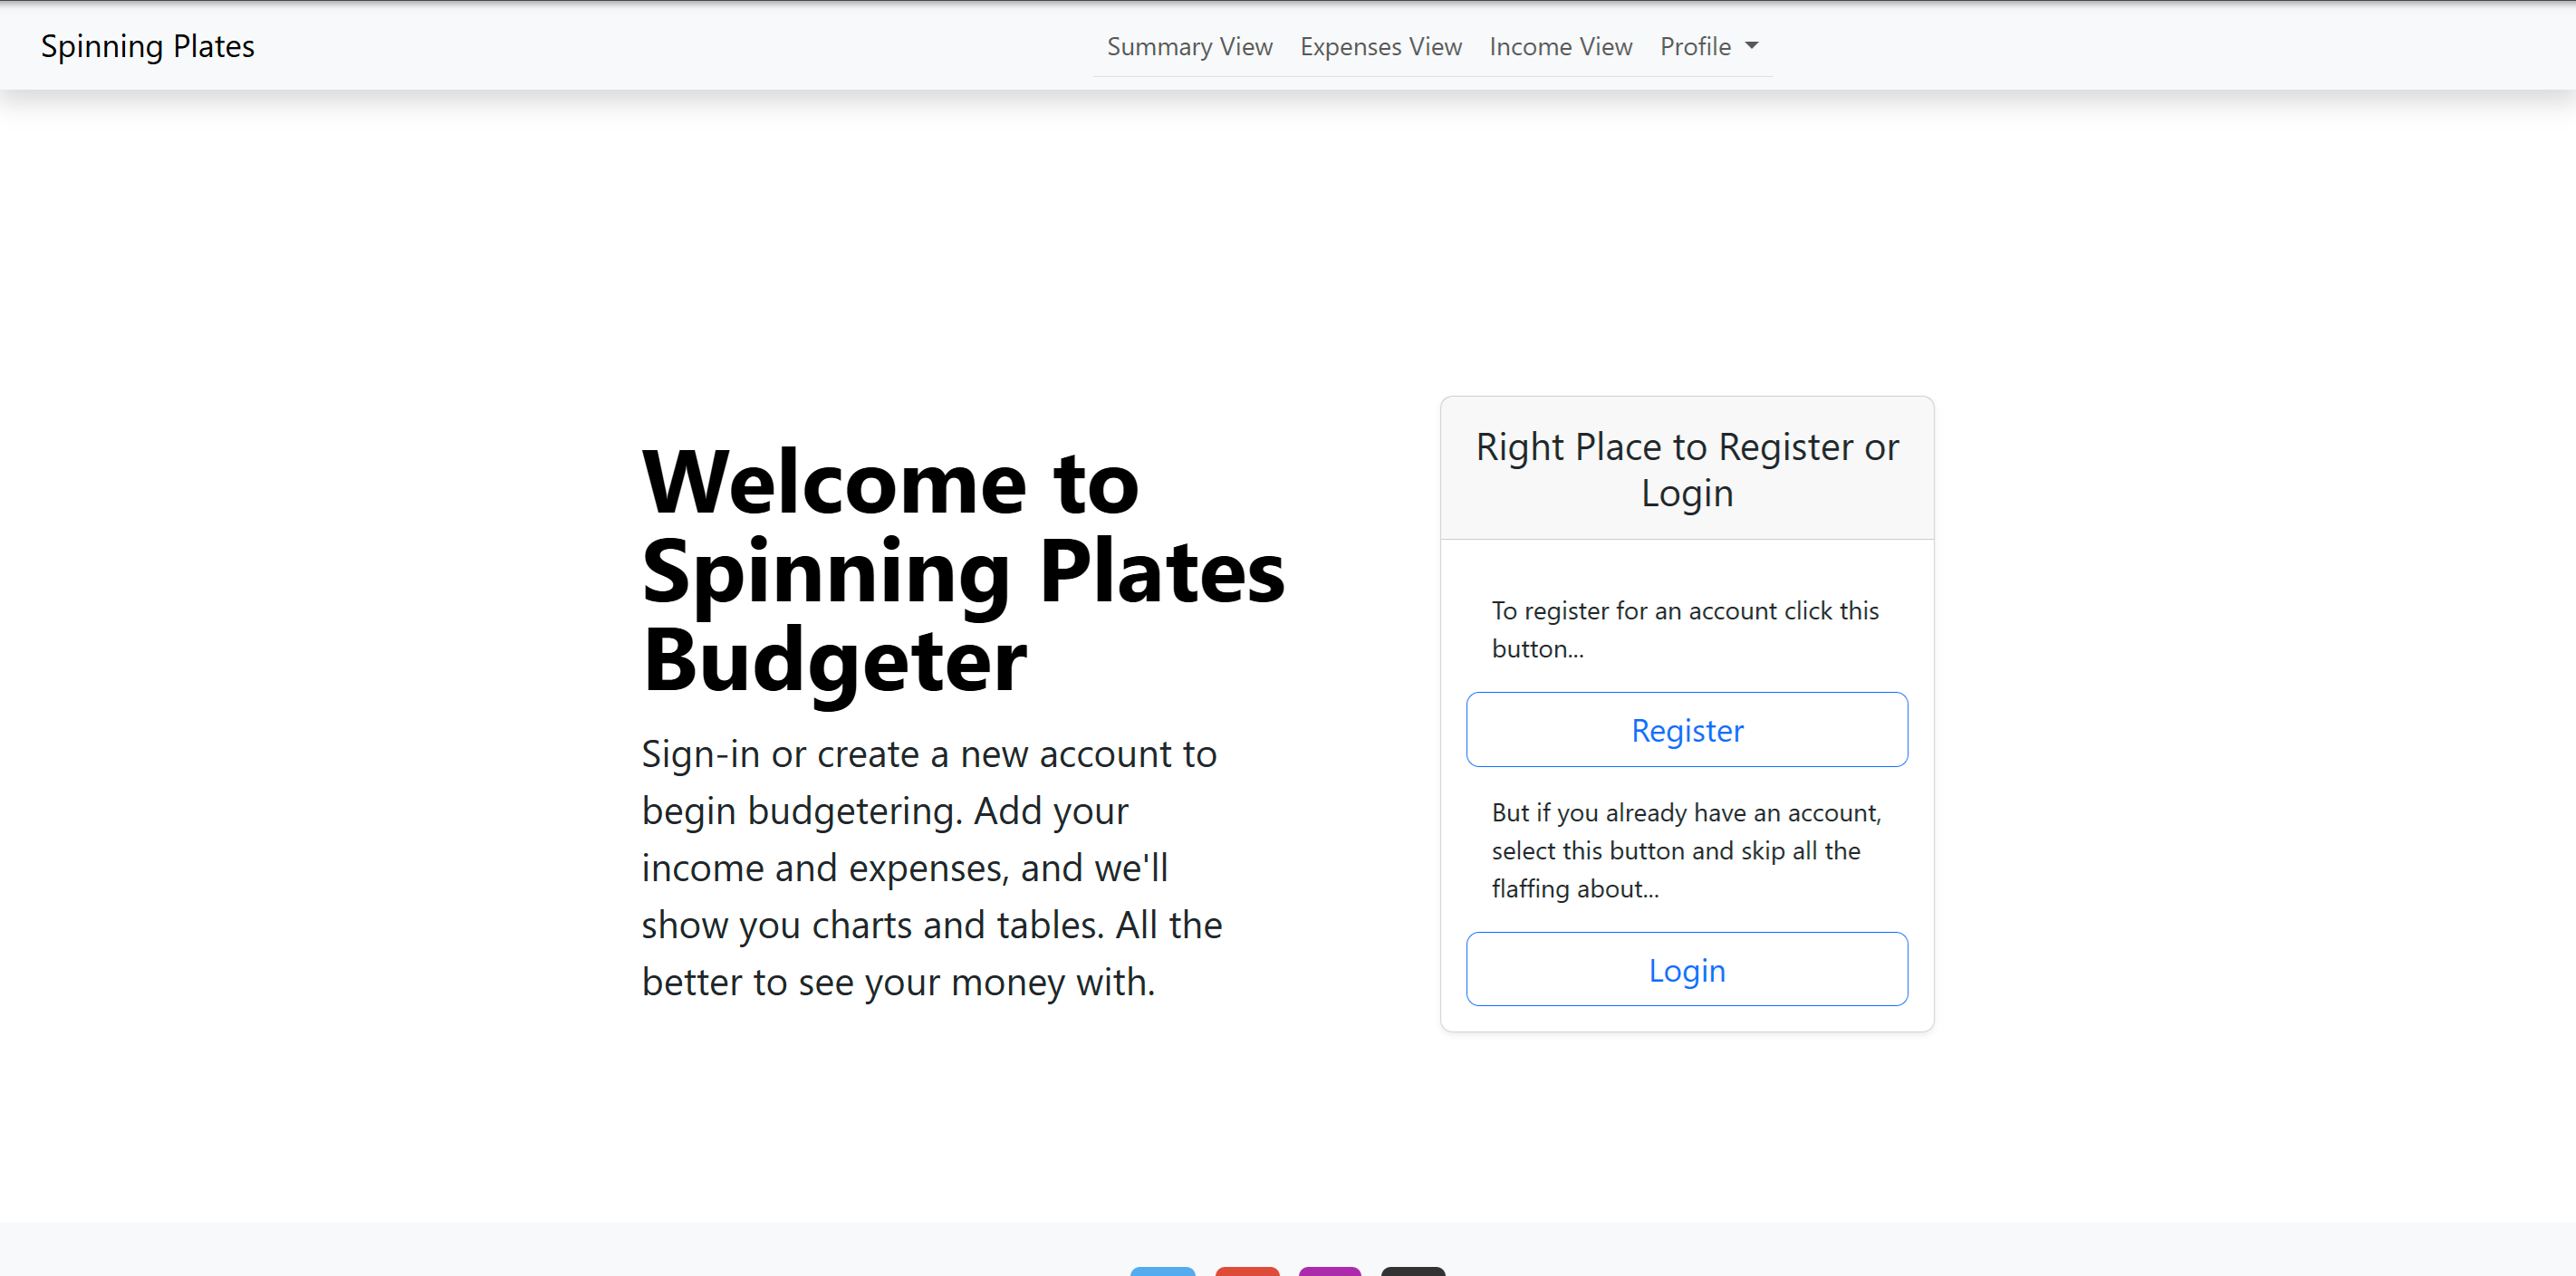 Spinning Plates
Summary View Expenses View Income View Profile
Welcome to
Spinning Plates
Budgeter
Sign-in or create a new account to
begin budgetering. Add your
income and expenses, and we'll
show you charts and tables. All the
better to see your money with.
Right Place to Register or
Login
To register for an account click this
button...
Register
But if you already have an account,
select this button and skip all the
flaffing about...
Login